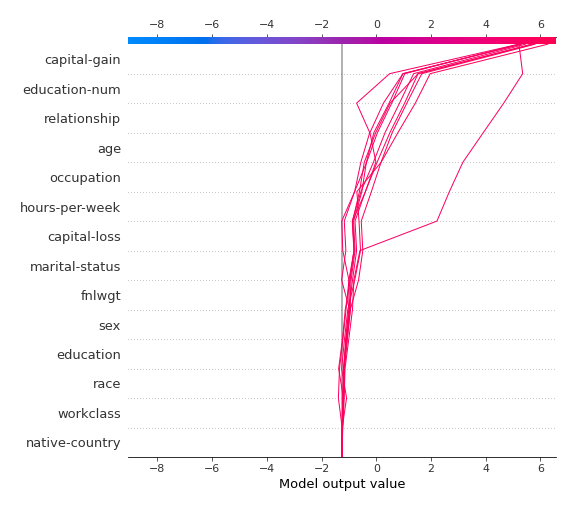 −8 −6 −4 −2 0 2 4 6
capital-gain
education-num
relationship
age
occupation
hours-per-week
capital-loss
marital-status
fnlwgt
sex
education
race
workclass
native-country
−8 −6 −4 −2 0 2 4 6
Model output value